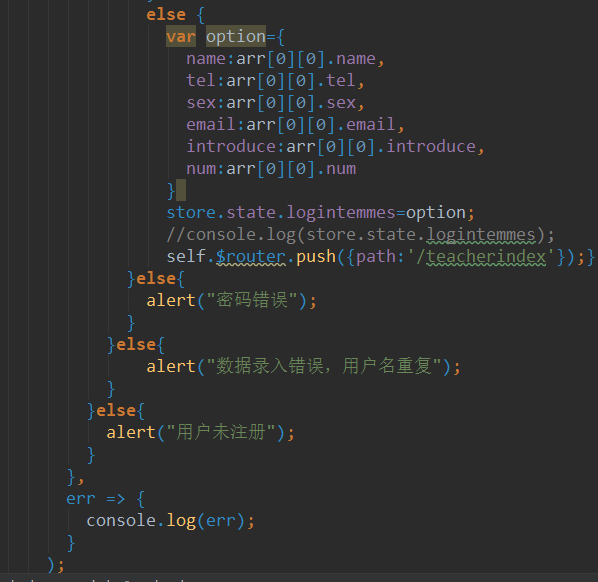 else {
var option={
name:arr[0][0].name,
tel:arr[0][0].tel,
sex:arr[0][0].sex,
email:arr[0][0].email,
introduce:arr[0][0].introduce,
num:arr[0][0].num
}
store.state.logintemmes=option;
//console.log(store.state.logintemmes);
self.$router.push({path:'/teacherindex'});}
}else{
alert("密码错误");
}
}else{
alert("数据录入错误，用户名重复");
}
}else{
alert("用户未注册");
}
},
err => {
console.log(err);
}
);